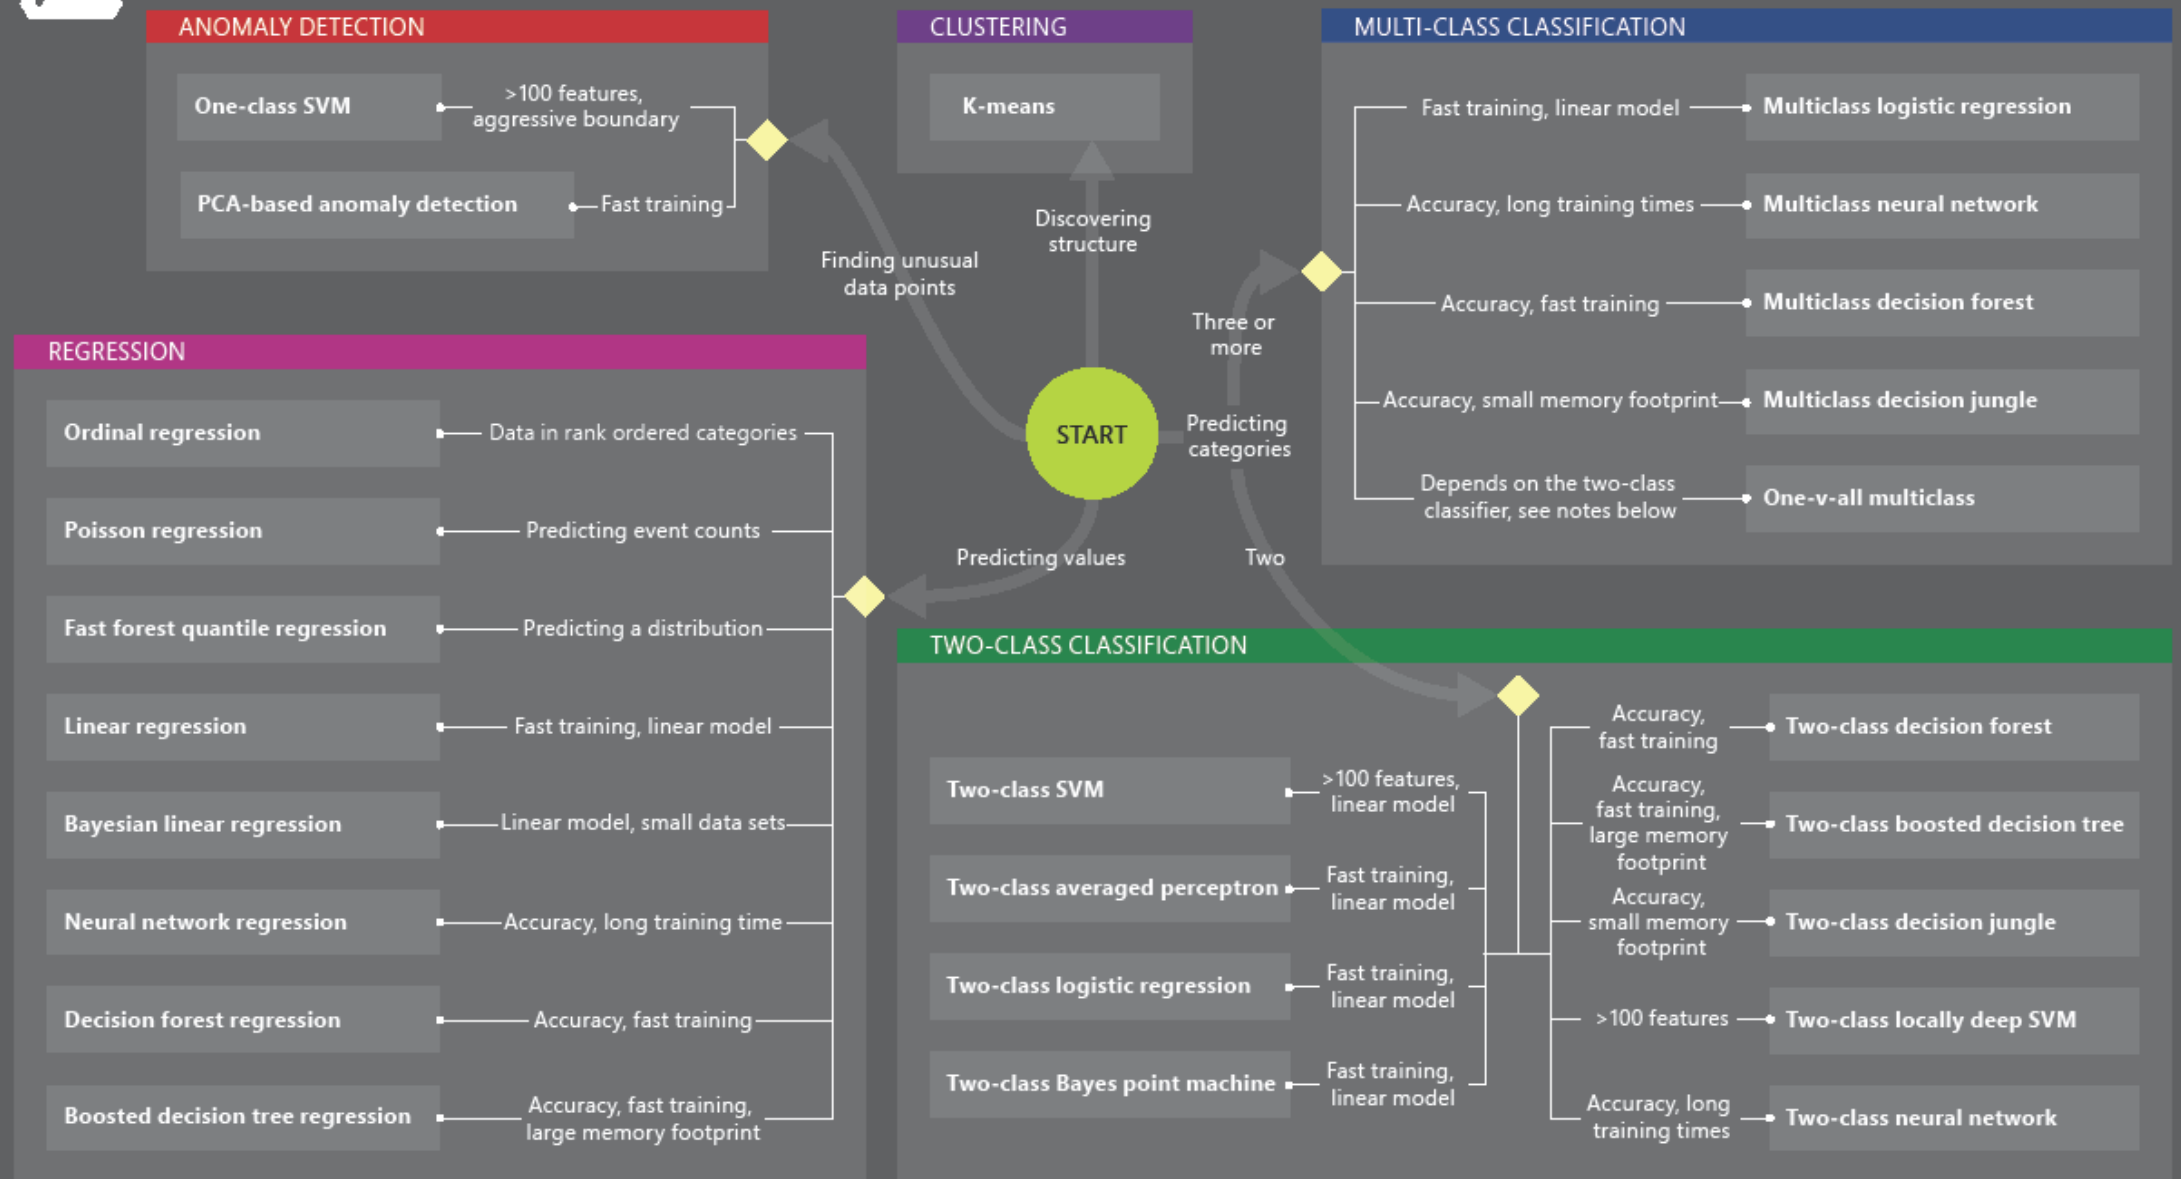 ANOMALY DETECTION
One-class SVM
>100 features,
aggressive boundary
PCA-based anomaly detection
Fast training
CLUSTERING
K-means
MULTI-CLASS CLASSIFICATION
Fast training, linear model
Multiclass logistic regression
Accuracy, long training times
Multiclass neural network
Accuracy, fast training
Multiclass decision forest
Accuracy, small memory footprint
Multiclass decision jungle
Depends on the two-class
classifier, see notes below
One-v-all multiclass
Finding unusual
data points
Discovering
structure
Three or
more
START
Predicting
categories
Predicting values
Two
REGRESSION
Ordinal regression
Data in rank ordered categories
Poisson regression
Predicting event counts
Fast forest quantile regression
Predicting a distribution
Linear regression
Fast training, linear model
Bayesian linear regression
Linear model, small data sets
Neural network regression
Accuracy, long training time
Decision forest regression
Accuracy, fast training
Boosted decision tree regression
Accuracy, fast training,
large memory footprint
TWO-CLASS CLASSIFICATION
Two-class SVM
>100 features,
linear model
Two-class averaged perceptron
Fast training,
linear model
Two-class logistic regression
Fast training,
linear model
Two-class Bayes point machine
Fast training,
linear model
Accuracy,
fast training
Two-class decision forest
Accuracy,
fast training,
large memory
footprint
Two-class boosted decision tree
Accuracy,
small memory
footprint
Two-class decision jungle
>100 features
Two-class locally deep SVM
Accuracy, long
training times
Two-class neural network